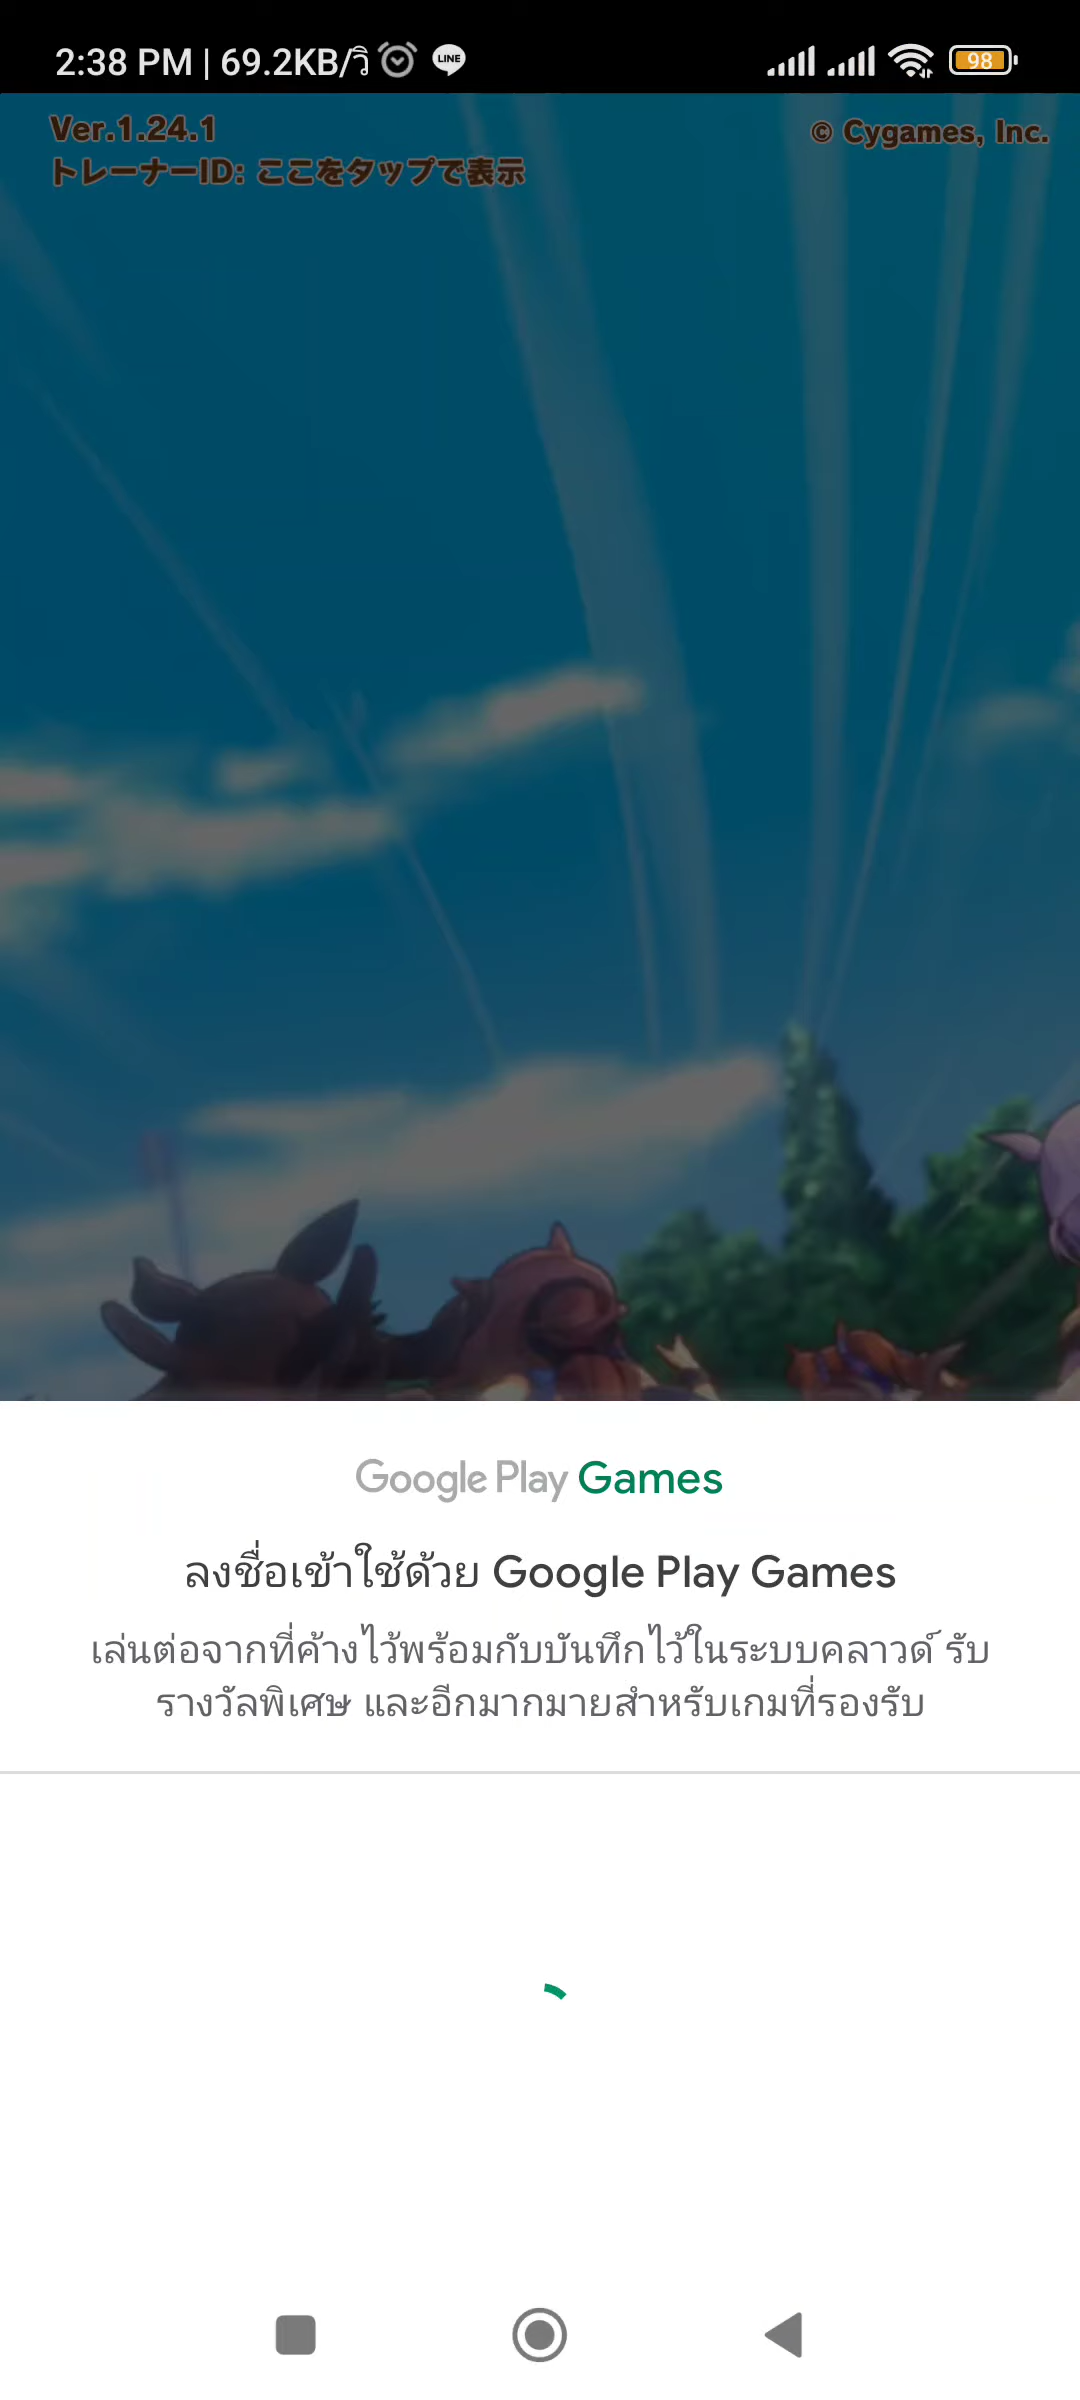 2:38 PM | 69.2KB/วิ LINE 98
Ver.1.24.1
© Cygames, Inc.
トレーナーID: ここをタップで表示
Google Play Games
ลงชื่อเข้าใช้ด้วย Google Play Games
เล่นต่อจากที่ค้างไว้พร้อมกับบันทึกไว้ในระบบคลาวด์ รับ
รางวัลพิเศษ และอีกมากมายสำหรับเกมที่รองรับ